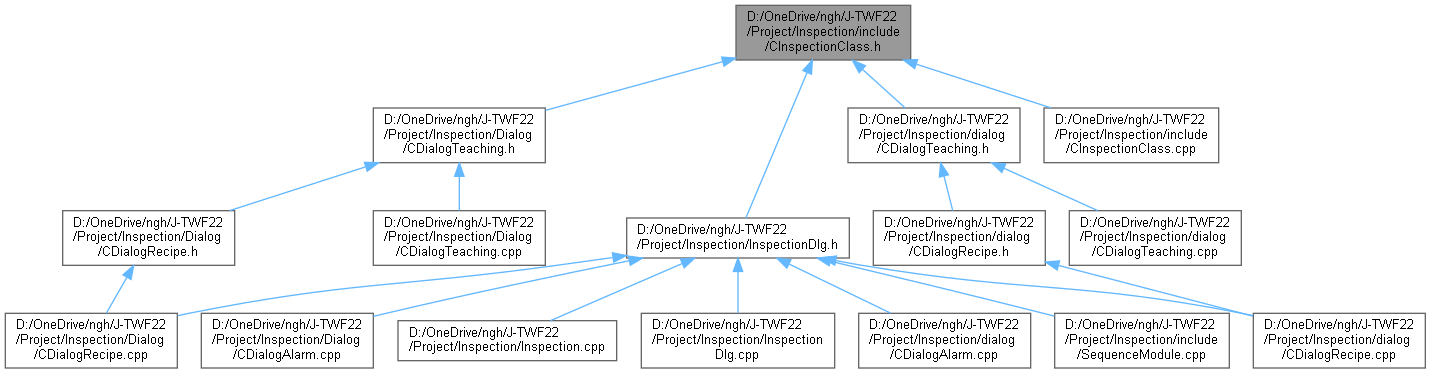 D:/OneDrive/ngh/J-TWF22
/Project/Inspection/include
/CInspectionClass.h
D:/OneDrive/ngh/J-TWF22
/Project/Inspection/Dialog
/CDialogTeaching.h
D:/OneDrive/ngh/J-TWF22
/Project/Inspection/dialog
/CDialogTeaching.h
D:/OneDrive/ngh/J-TWF22
/Project/Inspection/include
/CInspectionClass.cpp
D:/OneDrive/ngh/J-TWF22
/Project/Inspection/Dialog
/CDialogRecipe.h
D:/OneDrive/ngh/J-TWF22
/Project/Inspection/Dialog
/CDialogTeaching.cpp
D:/OneDrive/ngh/J-TWF22
/Project/Inspection/InspectionDlg.h
D:/OneDrive/ngh/J-TWF22
/Project/Inspection/dialog
/CDialogRecipe.h
D:/OneDrive/ngh/J-TWF22
/Project/Inspection/dialog
/CDialogTeaching.cpp
D:/OneDrive/ngh/J-TWF22
/Project/Inspection/Dialog
/CDialogRecipe.cpp
D:/OneDrive/ngh/J-TWF22
/Project/Inspection/Dialog
/CDialogAlarm.cpp
D:/OneDrive/ngh/J-TWF22
/Project/Inspection/Inspection.cpp
D:/OneDrive/ngh/J-TWF22
/Project/Inspection/Inspection
Dlg.cpp
D:/OneDrive/ngh/J-TWF22
/Project/Inspection/dialog
/CDialogAlarm.cpp
D:/OneDrive/ngh/J-TWF22
/Project/Inspection/include
/SequenceModule.cpp
D:/OneDrive/ngh/J-TWF22
/Project/Inspection/dialog
/CDialogRecipe.cpp